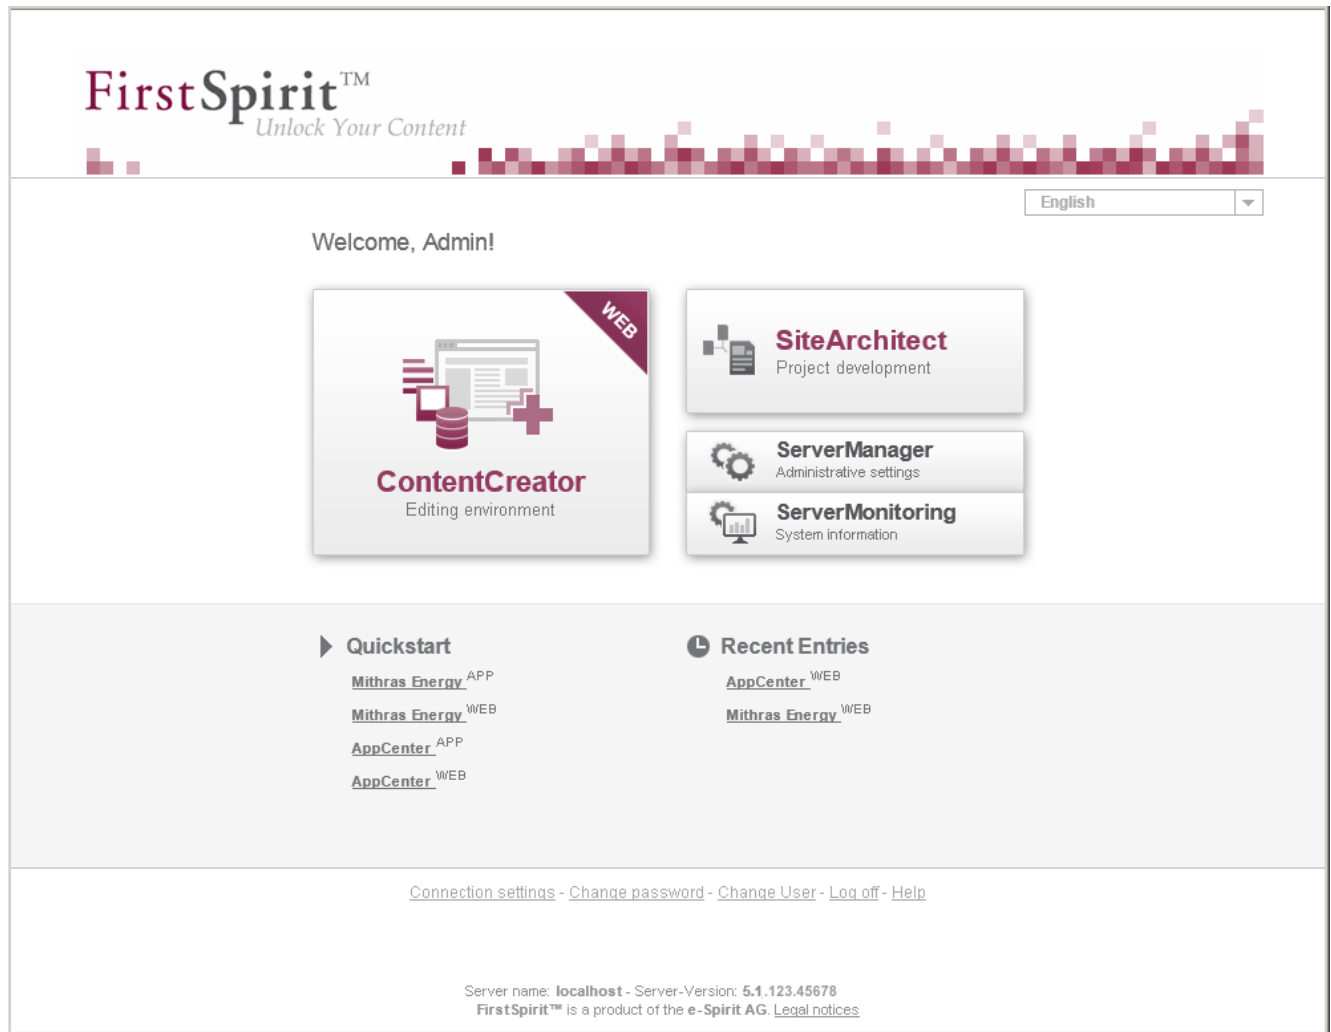 FirstSpirit™
Unlock Your Content
English
Welcome, Admin!
WEB
ContentCreator
Editing environment
SiteArchitect
Project development
ServerManager
Administrative settings
ServerMonitoring
System information
Quickstart
Mithras Energy APP
Mithras Energy WEB
AppCenter APP
AppCenter WEB
Recent Entries
AppCenter WEB
Mithras Energy WEB
Connection settings - Change password - Change User - Log off - Help
Server name: localhost - Server-Version: 5.1.123.45678
FirstSpirit™ is a product of the e-Spirit AG. Legal notices